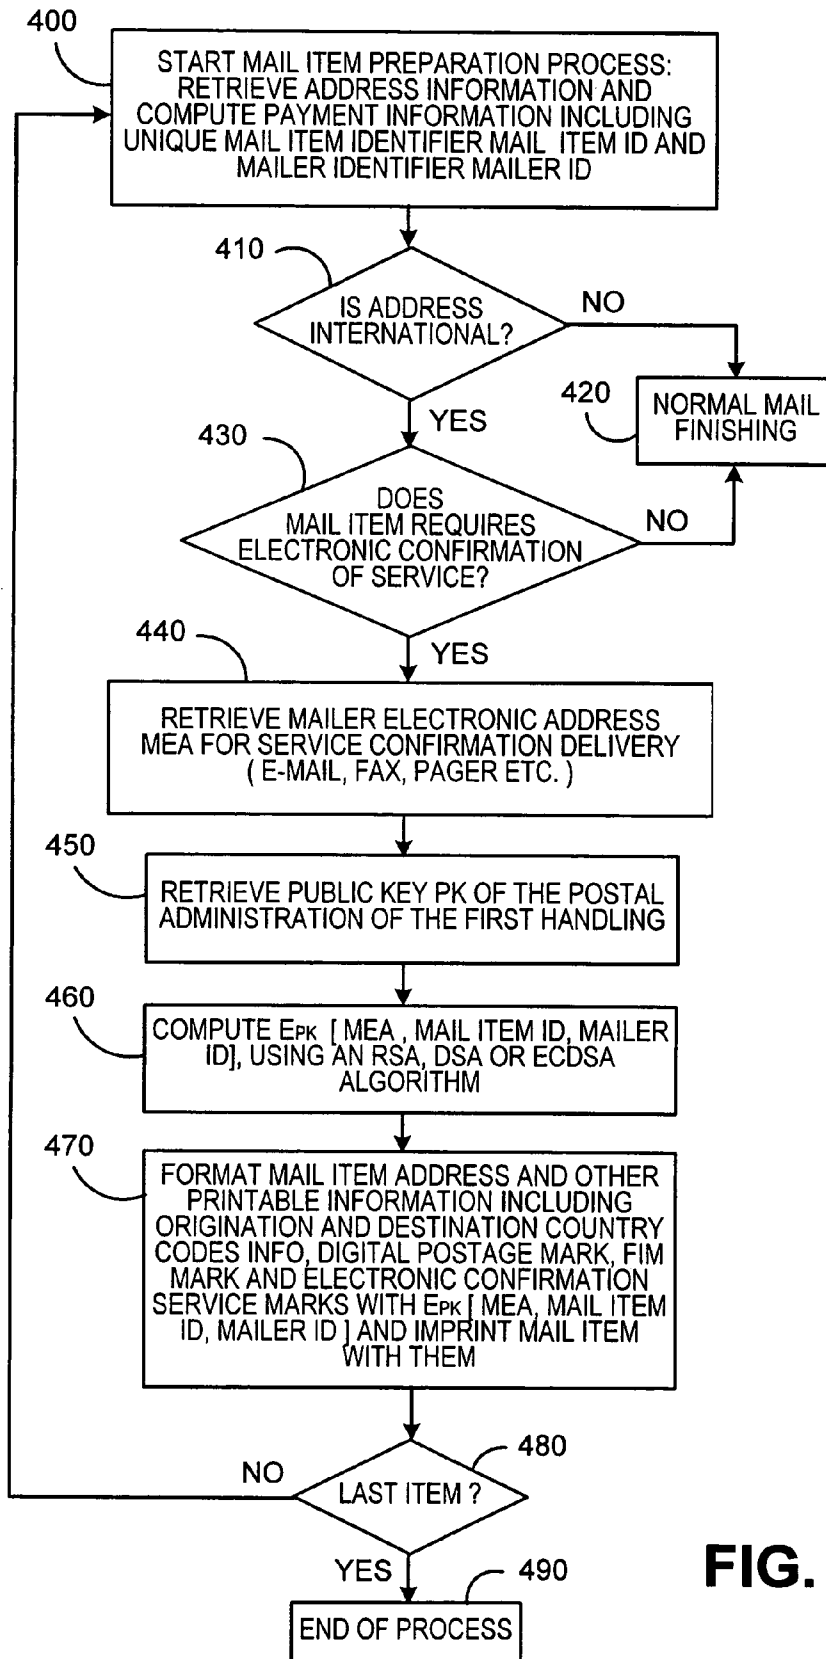 400
START MAIL ITEM PREPARATION PROCESS:
RETRIEVE ADDRESS INFORMATION AND
COMPUTE PAYMENT INFORMATION INCLUDING
UNIQUE MAIL ITEM IDENTIFIER MAIL ITEM ID AND
MAILER IDENTIFIER MAILER ID
410
IS ADDRESS
INTERNATIONAL?
NO
YES
420
NORMAL MAIL
FINISHING
430
DOES
MAIL ITEM REQUIRES
ELECTRONIC CONFIRMATION
OF SERVICE?
NO
YES
440
RETRIEVE MAILER ELECTRONIC ADDRESS
MEA FOR SERVICE CONFIRMATION DELIVERY
( E-MAIL, FAX, PAGER ETC. )
450
RETRIEVE PUBLIC KEY PK OF THE POSTAL
ADMINISTRATION OF THE FIRST HANDLING
460
COMPUTE EPK [ MEA , MAIL ITEM ID, MAILER
ID], USING AN RSA, DSA OR ECDSA
ALGORITHM
470
FORMAT MAIL ITEM ADDRESS AND OTHER
PRINTABLE INFORMATION INCLUDING
ORIGINATION AND DESTINATION COUNTRY
CODES INFO, DIGITAL POSTAGE MARK, FIM
MARK AND ELECTRONIC CONFIRMATION
SERVICE MARKS WITH EPK [ MEA, MAIL ITEM
ID, MAILER ID ] AND IMPRINT MAIL ITEM
WITH THEM
480
LAST ITEM ?
NO
YES
490
END OF PROCESS
FIG.